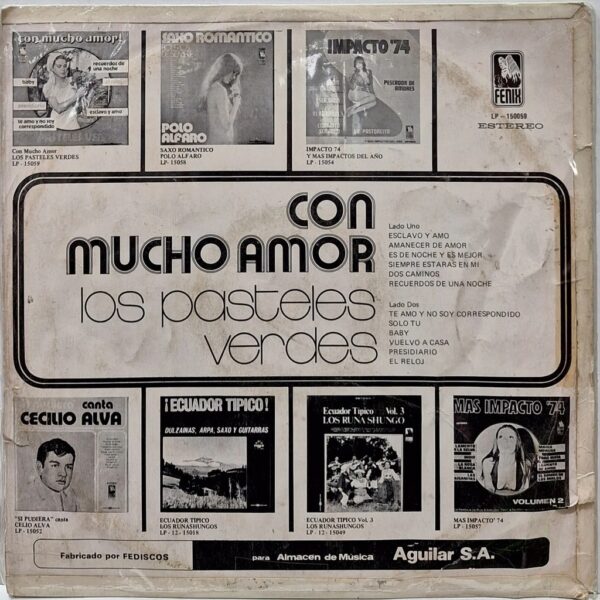 con mucho amor!
recuerdos de
una noche
baby
esclavo y amo
te amo y no soy
correspondido
Con Mucho Amor
LOS PASTELES VERDES
LP - 15059
SAXO ROMANTICO
POLO
ALFARO
SAXO ROMANTICO
POLO ALFARO
LP - 15058
IMPACTO '74
PESCADOR DE
AMORES
LA PASTORCITA
IMPACTO 74
Y MAS IMPACTOS DEL AÑO
LP - 15054
FENIX
LP - 150059
ESTEREO
CON
MUCHO AMOR
los pasteles
verdes
Lado Uno
ESCLAVO Y AMO
AMANECER DE AMOR
ES DE NOCHE Y ES MEJOR
SIEMPRE ESTARAS EN MI
DOS CAMINOS
RECUERDOS DE UNA NOCHE
Lado Dos
TE AMO Y NO SOY CORRESPONDIDO
SOLO TU
BABY
VUELVO A CASA
PRESIDIARIO
EL RELOJ
canta
CECILIO ALVA
"SI PUDIERA" canta
CELIO ALVA
LP - 15052
¡ECUADOR TIPICO!
DULZAINAS, ARPA, SAXO Y GUITARRAS
ECUADOR TIPICO
LOS RUNASHUNGOS
LP - 12 - 15018
Ecuador Tipico Vol. 3
LOS RUNA SHUNGO
ECUADOR TIPICO Vol. 3
LOS RUNASHUNGOS
LP - 12 - 15049
MAS IMPACTO '74
VOLUMEN 2
MAS IMPACTO' 74
LP - 15057
Fabricado por FEDISCOS
para Almacen de Música Aguilar S.A.